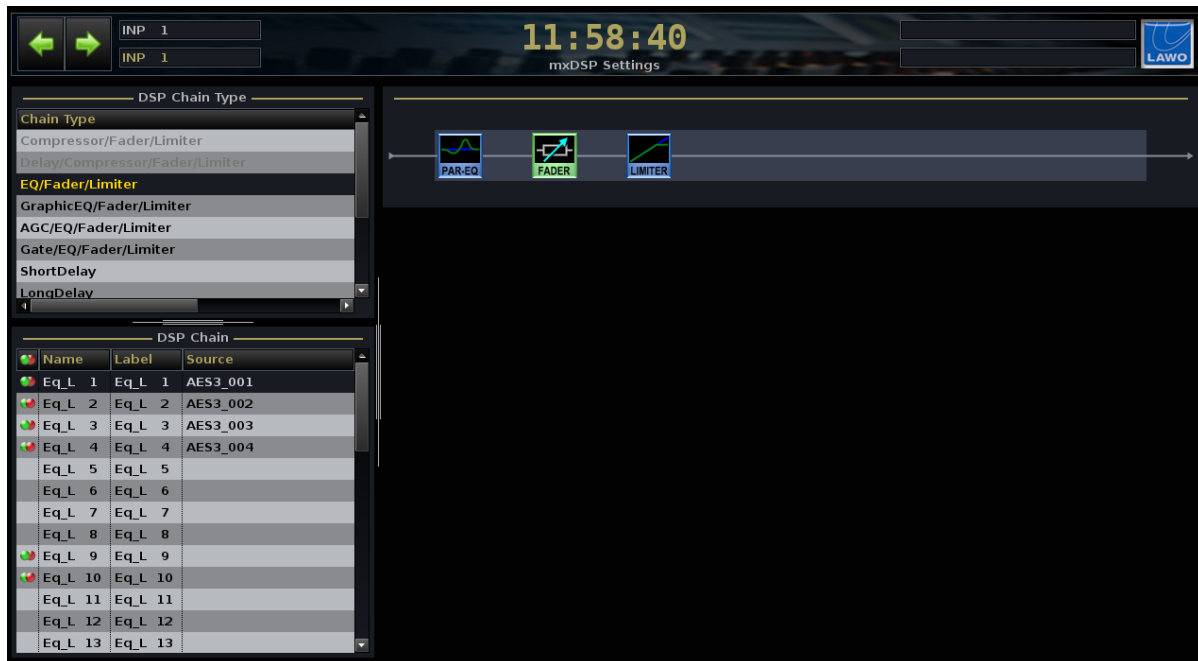 INP 1
INP 1
11:58:40
mxDSP Settings
LAWO
DSP Chain Type
Chain Type
Compressor/Fader/Limiter
Delay/Compressor/Fader/Limiter
EQ/Fader/Limiter
GraphicEQ/Fader/Limiter
AGC/EQ/Fader/Limiter
Gate/EQ/Fader/Limiter
ShortDelay
LongDelay
PAR-EQ FADER LIMITER
DSP Chain
Name Label Source
Eq_L 1 Eq_L 1 AES3_001
Eq_L 2 Eq_L 2 AES3_002
Eq_L 3 Eq_L 3 AES3_003
Eq_L 4 Eq_L 4 AES3_004
Eq_L 5 Eq_L 5
Eq_L 6 Eq_L 6
Eq_L 7 Eq_L 7
Eq_L 8 Eq_L 8
Eq_L 9 Eq_L 9
Eq_L 10 Eq_L 10
Eq_L 11 Eq_L 11
Eq_L 12 Eq_L 12
Eq_L 13 Eq_L 13